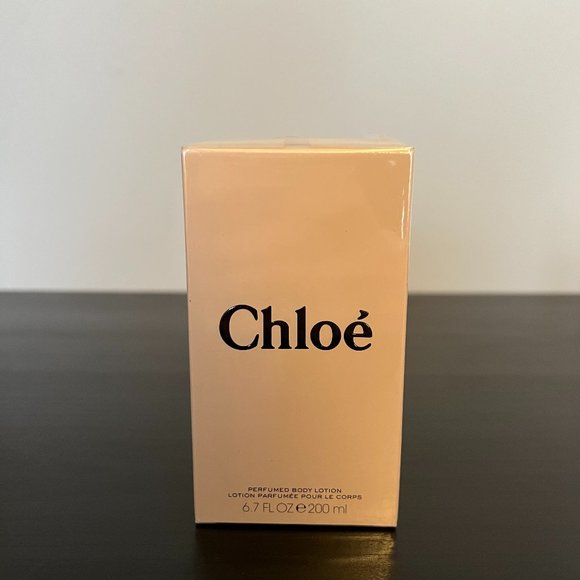 Chloé
PERFUMED BODY LOTION
LOTION PARFUMÉE POUR LE CORPS
6.7 FL OZ ℮ 200 ml